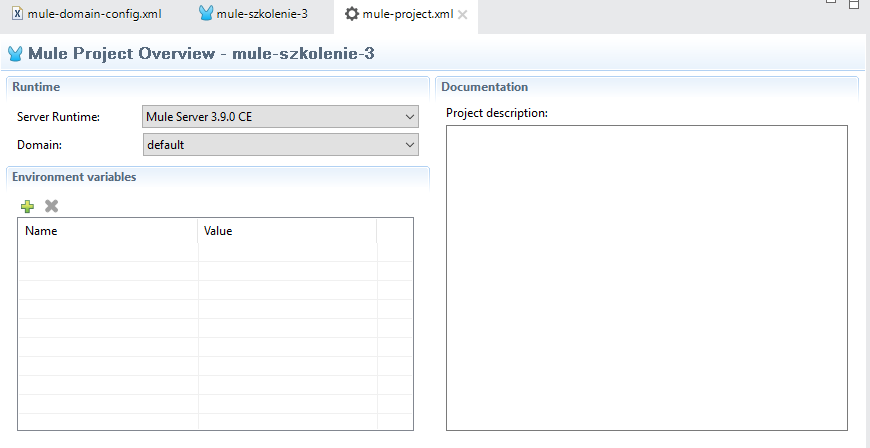 mule-domain-config.xml mule-szkolenie-3 mule-project.xml
Mule Project Overview - mule-szkolenie-3
Runtime
Server Runtime: Mule Server 3.9.0 CE
Domain: default
Environment variables
Name Value
Documentation
Project description: